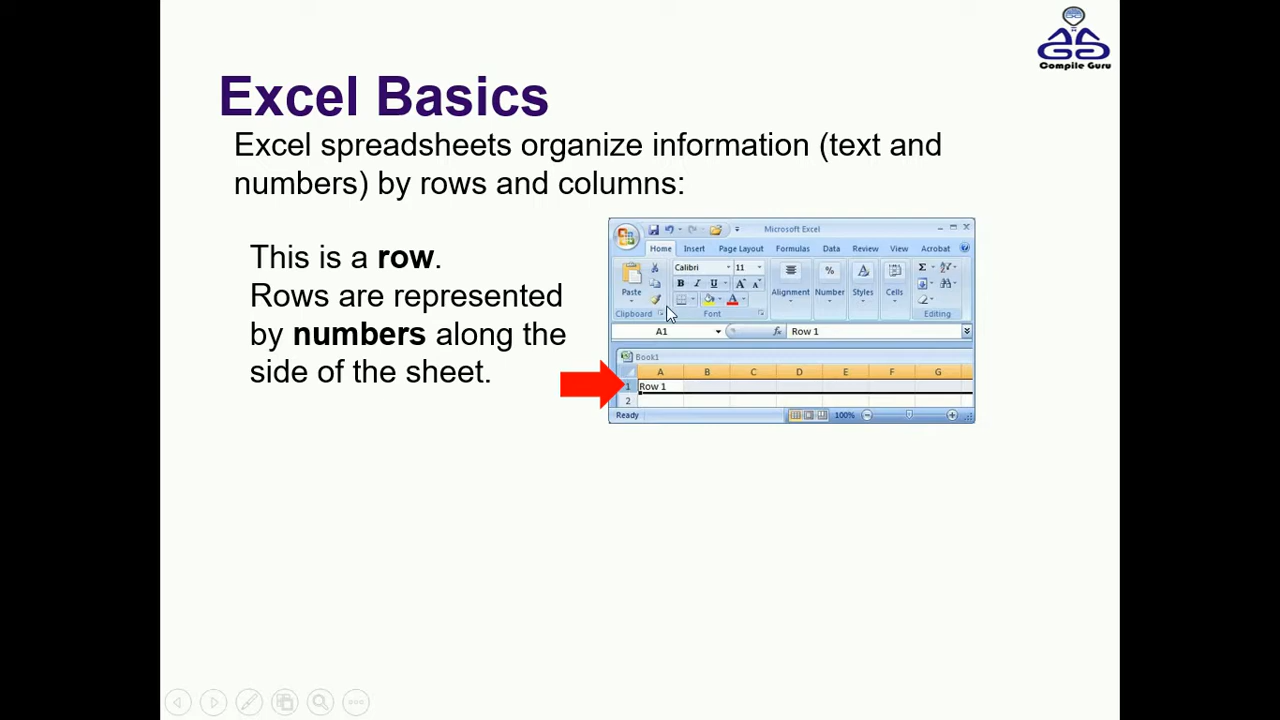 Compile Guru
Excel Basics
Excel spreadsheets organize information (text and
numbers) by rows and columns:
This is a row.
Rows are represented
by numbers along the
side of the sheet.
Microsoft Excel
Home Insert Page Layout Formulas Data Review View Acrobat
Calibri 11
Paste B I U A A Alignment Number Styles Cells
Clipboard Font Editing
A1 fx Row 1
Book1
A B C D E F G
1 Row 1
2
Ready 100%